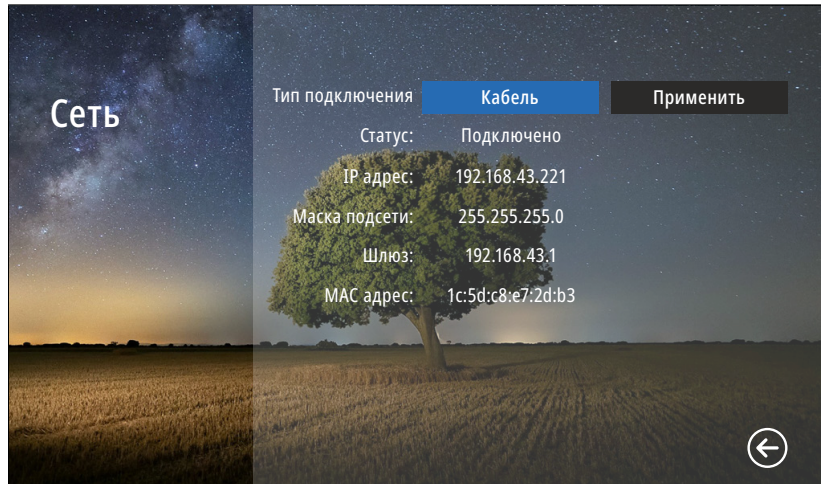 Сеть
Тип подключения Кабель Применить
Статус: Подключено
IP адрес: 192.168.43.221
Маска подсети: 255.255.255.0
Шлюз: 192.168.43.1
MAC адрес: 1c:5d:c8:e7:2d:b3